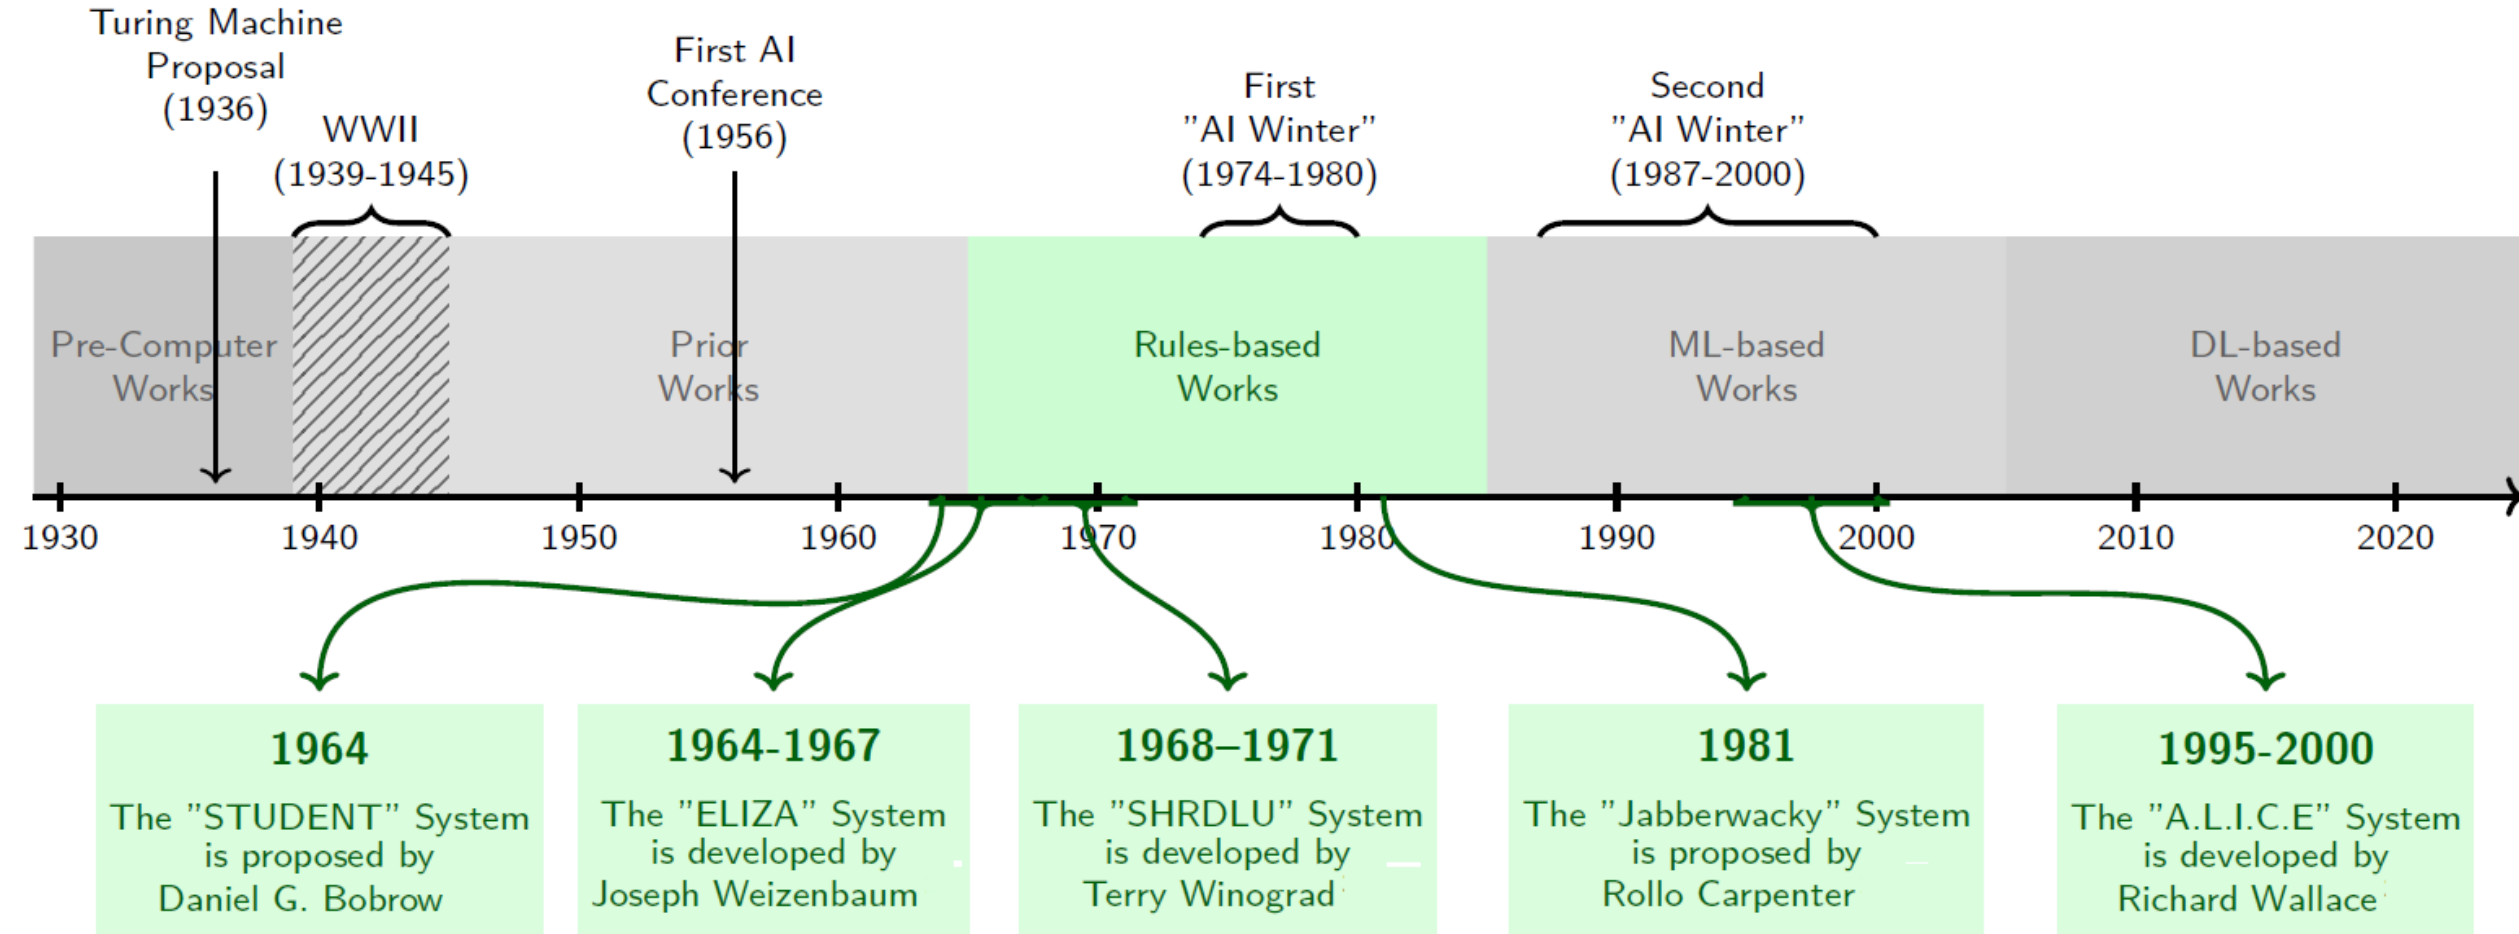 Turing Machine
Proposal
(1936)
WWII
(1939-1945)
First AI
Conference
(1956)
First
"AI Winter"
(1974-1980)
Second
"AI Winter"
(1987-2000)
Pre-Computer
Works
Prior
Works
Rules-based
Works
ML-based
Works
DL-based
Works
1930
1940
1950
1960
1970
1980
1990
2000
2010
2020
1964
The "STUDENT" System
is proposed by
Daniel G. Bobrow
1964-1967
The "ELIZA" System
is developed by
Joseph Weizenbaum
1968–1971
The "SHRDLU" System
is developed by
Terry Winograd
1981
The "Jabberwacky" System
is proposed by
Rollo Carpenter
1995-2000
The "A.L.I.C.E" System
is developed by
Richard Wallace